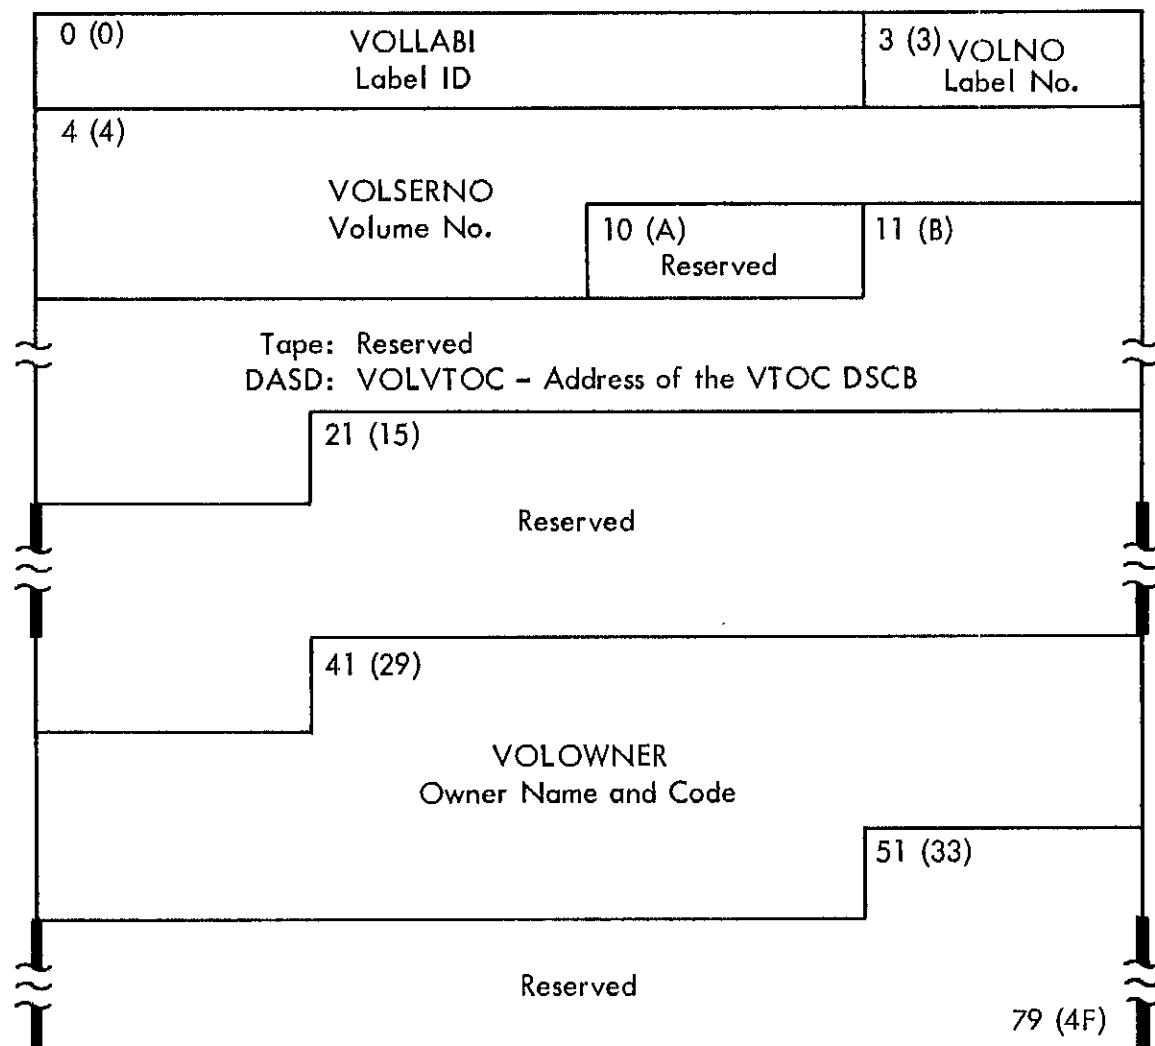 0 (0)
VOLLABI
Label ID
3 (3)
VOLNO
Label No.
4 (4)
VOLSERNO
Volume No.
10 (A)
Reserved
11 (B)
Tape: Reserved
DASD: VOLVTOC – Address of the VTOC DSCB
21 (15)
Reserved
41 (29)
VOLOWNER
Owner Name and Code
51 (33)
Reserved
79 (4F)